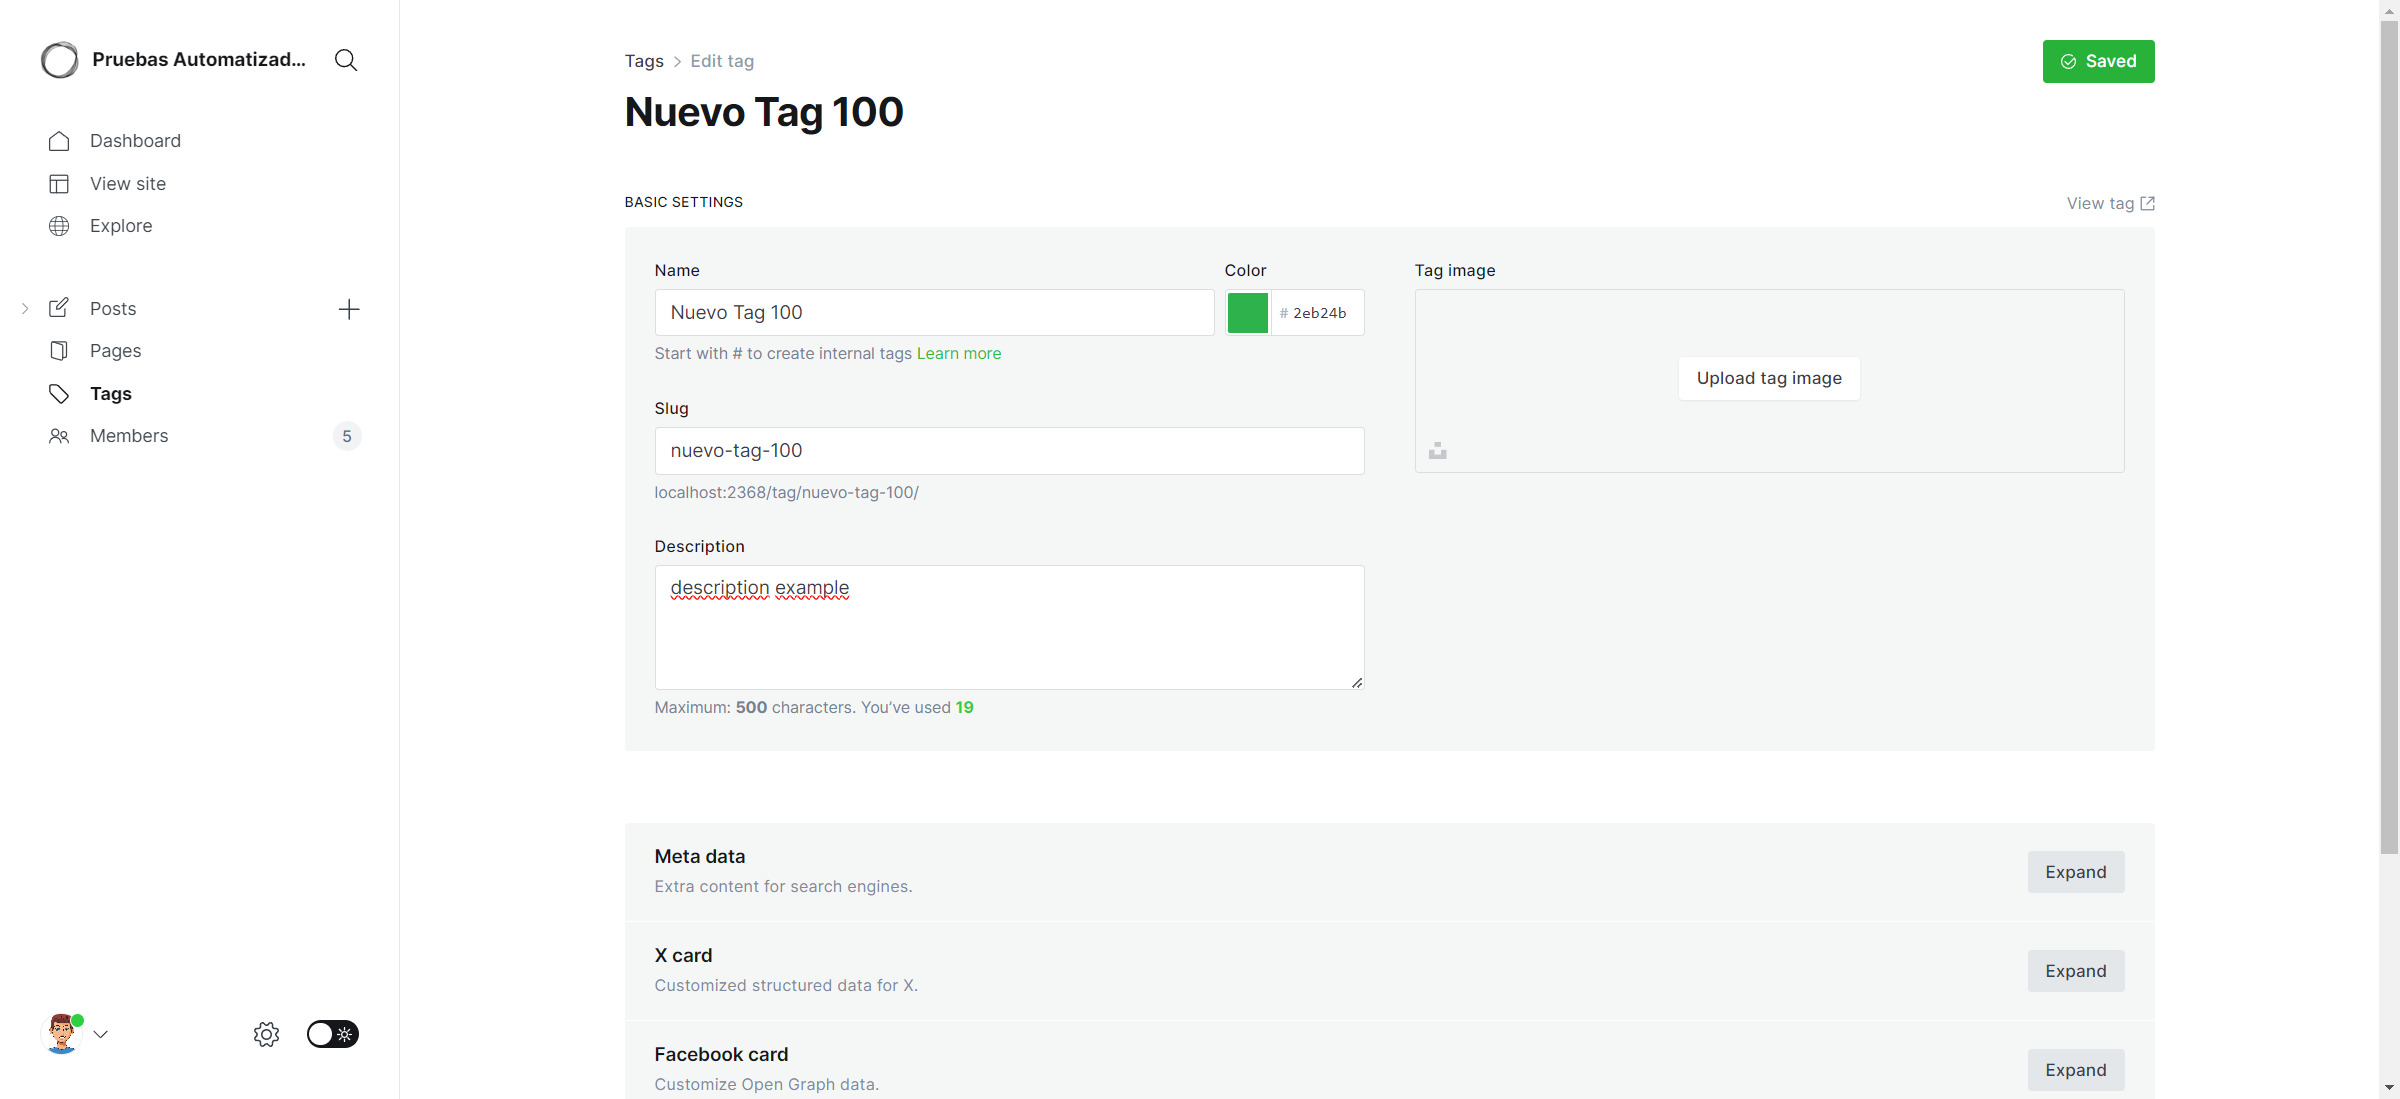 Pruebas Automatizad...
Dashboard
View site
Explore
Posts
Pages
Tags
Members 5
Tags > Edit tag
Saved
Nuevo Tag 100
BASIC SETTINGS
View tag
Name
Color
Tag image
Nuevo Tag 100
# 2eb24b
Start with # to create internal tags Learn more
Upload tag image
Slug
nuevo-tag-100
localhost:2368/tag/nuevo-tag-100/
Description
description example
Maximum: 500 characters. You’ve used 19
Meta data
Extra content for search engines.
Expand
X card
Customized structured data for X.
Expand
Facebook card
Customize Open Graph data.
Expand